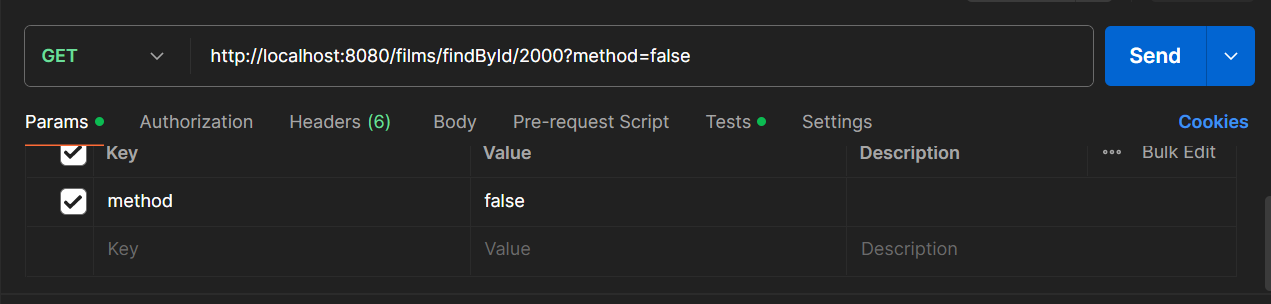 GET http://localhost:8080/films/findById/2000?method=false Send
Params Authorization Headers (6) Body Pre-request Script Tests Settings Cookies
Key Value Description Bulk Edit
method false
Key Value Description